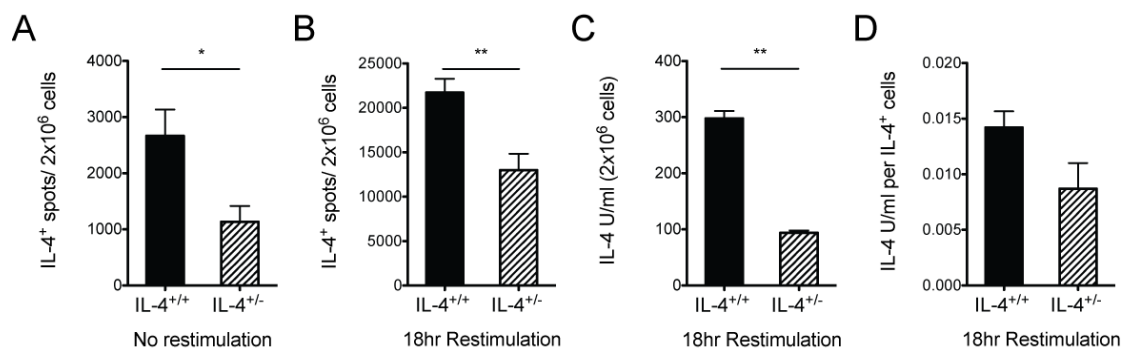 A
IL-4⁺ spots/ 2x10⁶ cells
4000
3000
2000
1000
0
*
IL-4⁺/⁺
IL-4⁺/⁻
No restimulation
B
IL-4⁺ spots/ 2x10⁶ cells
25000
20000
15000
10000
5000
0
**
IL-4⁺/⁺
IL-4⁺/⁻
18hr Restimulation
C
IL-4 U/ml (2x10⁶ cells)
400
300
200
100
0
**
IL-4⁺/⁺
IL-4⁺/⁻
18hr Restimulation
D
IL-4 U/ml per IL-4⁺ cells
0.020
0.015
0.010
0.005
0.000
IL-4⁺/⁺
IL-4⁺/⁻
18hr Restimulation